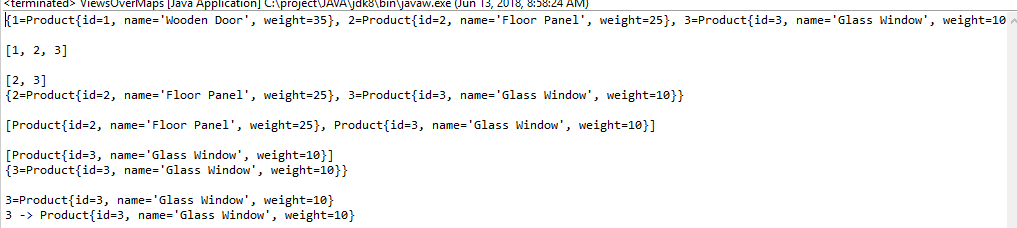 <terminated> ViewsOverMaps [Java Application] C:\project\JAVA\jdk8\bin\javaw.exe (Jun 13, 2018, 8:58:24 AM)
{1=Product{id=1, name='Wooden Door', weight=35}, 2=Product{id=2, name='Floor Panel', weight=25}, 3=Product{id=3, name='Glass Window', weight=10
[1, 2, 3]
[2, 3]
{2=Product{id=2, name='Floor Panel', weight=25}, 3=Product{id=3, name='Glass Window', weight=10}}
[Product{id=2, name='Floor Panel', weight=25}, Product{id=3, name='Glass Window', weight=10}]
[Product{id=3, name='Glass Window', weight=10}]
{3=Product{id=3, name='Glass Window', weight=10}}
3=Product{id=3, name='Glass Window', weight=10}
3 -> Product{id=3, name='Glass Window', weight=10}